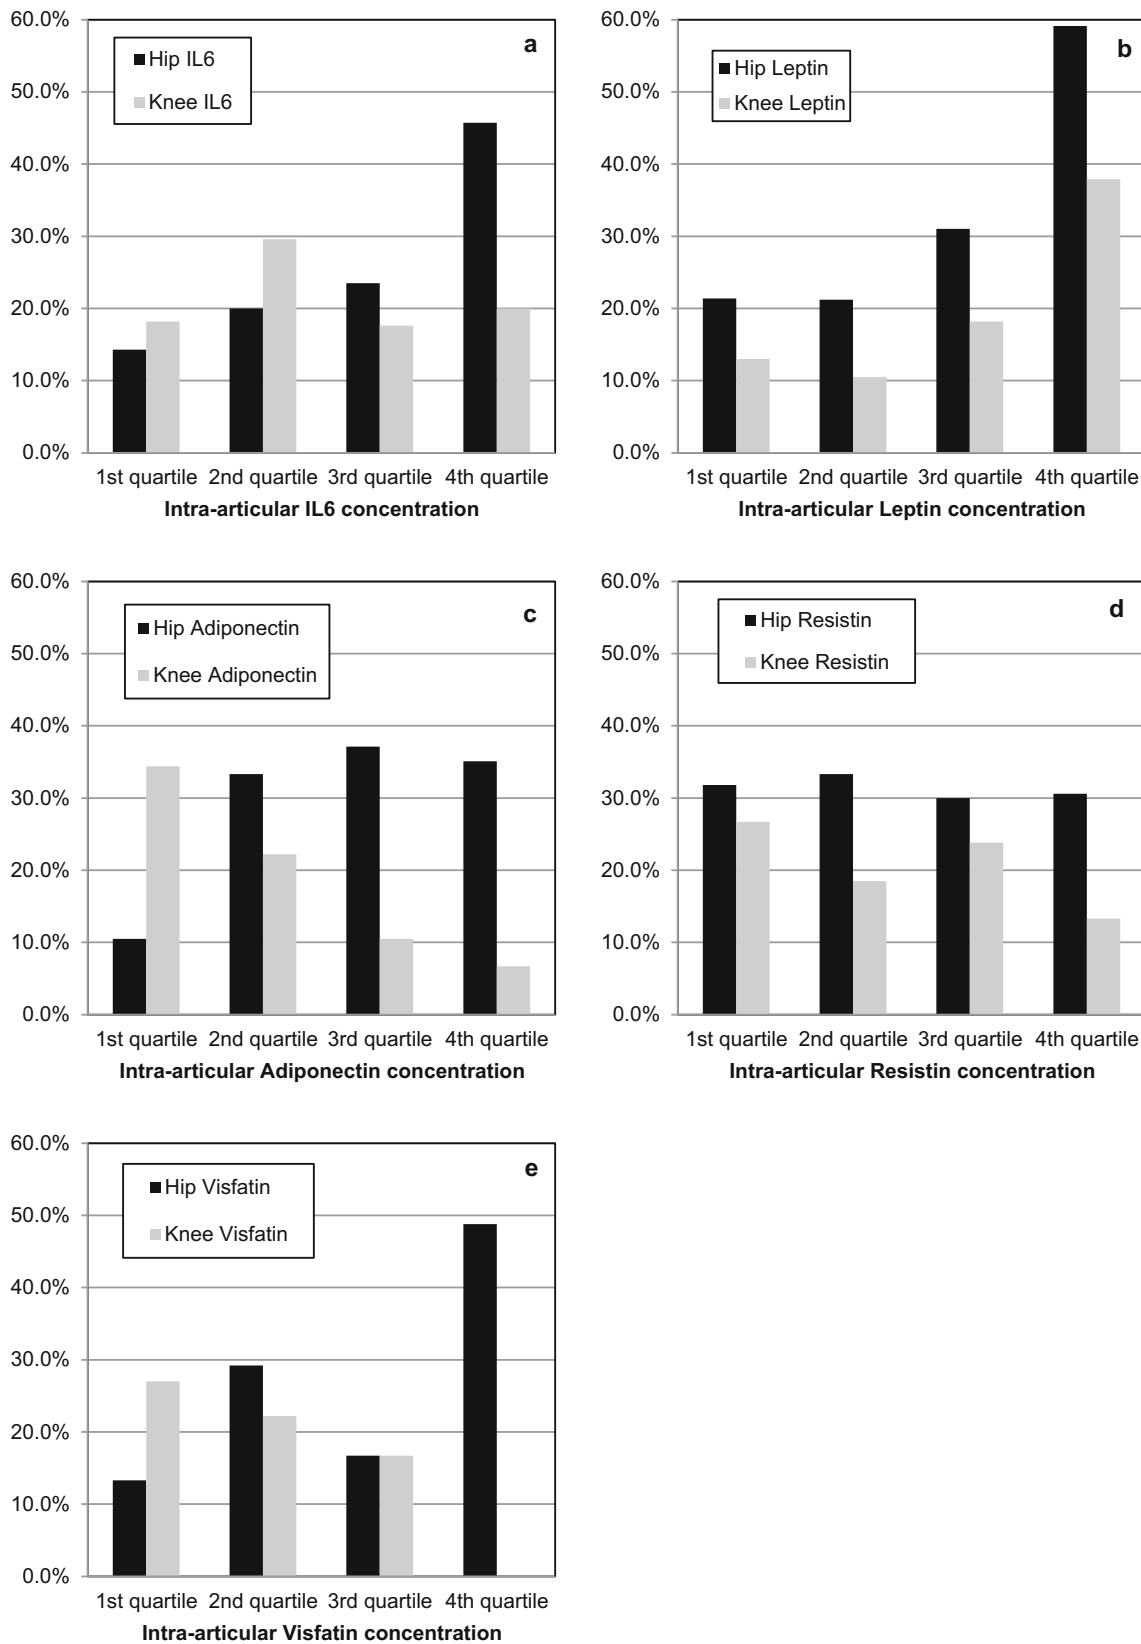 60.0%
50.0%
40.0%
30.0%
20.0%
10.0%
0.0%
a
Hip IL6
Knee IL6
1st quartile 2nd quartile 3rd quartile 4th quartile
Intra-articular IL6 concentration
60.0%
50.0%
40.0%
30.0%
20.0%
10.0%
0.0%
b
Hip Leptin
Knee Leptin
1st quartile 2nd quartile 3rd quartile 4th quartile
Intra-articular Leptin concentration
60.0%
50.0%
40.0%
30.0%
20.0%
10.0%
0.0%
c
Hip Adiponectin
Knee Adiponectin
1st quartile 2nd quartile 3rd quartile 4th quartile
Intra-articular Adiponectin concentration
60.0%
50.0%
40.0%
30.0%
20.0%
10.0%
0.0%
d
Hip Resistin
Knee Resistin
1st quartile 2nd quartile 3rd quartile 4th quartile
Intra-articular Resistin concentration
60.0%
50.0%
40.0%
30.0%
20.0%
10.0%
0.0%
e
Hip Visfatin
Knee Visfatin
1st quartile 2nd quartile 3rd quartile 4th quartile
Intra-articular Visfatin concentration